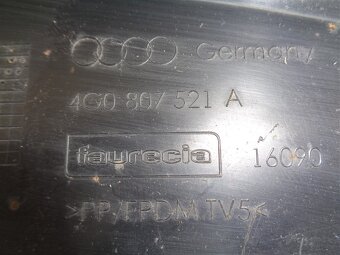 Germany
4G0 807 521 A
faurecia 16090
>PP/EPDM TV5<